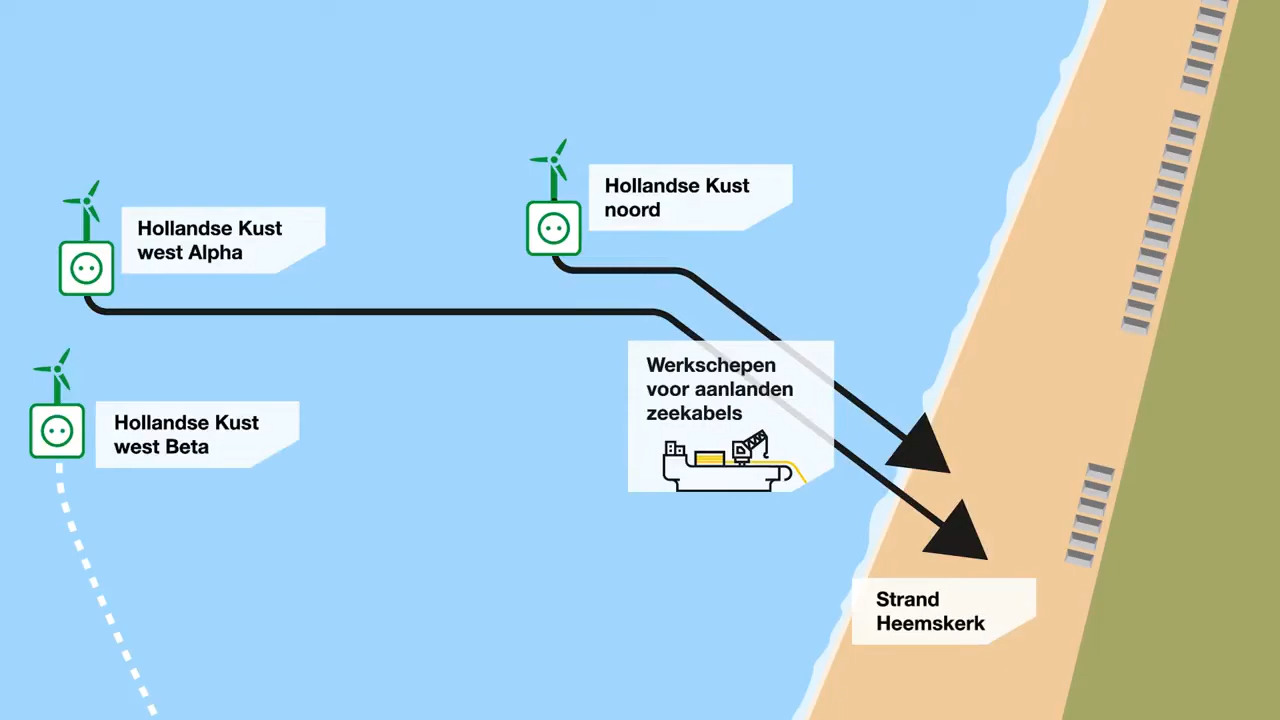 Hollandse Kust
noord
Hollandse Kust
west Alpha
Werkschepen
voor aanlanden
zeekabels
Hollandse Kust
west Beta
Strand
Heemskerk